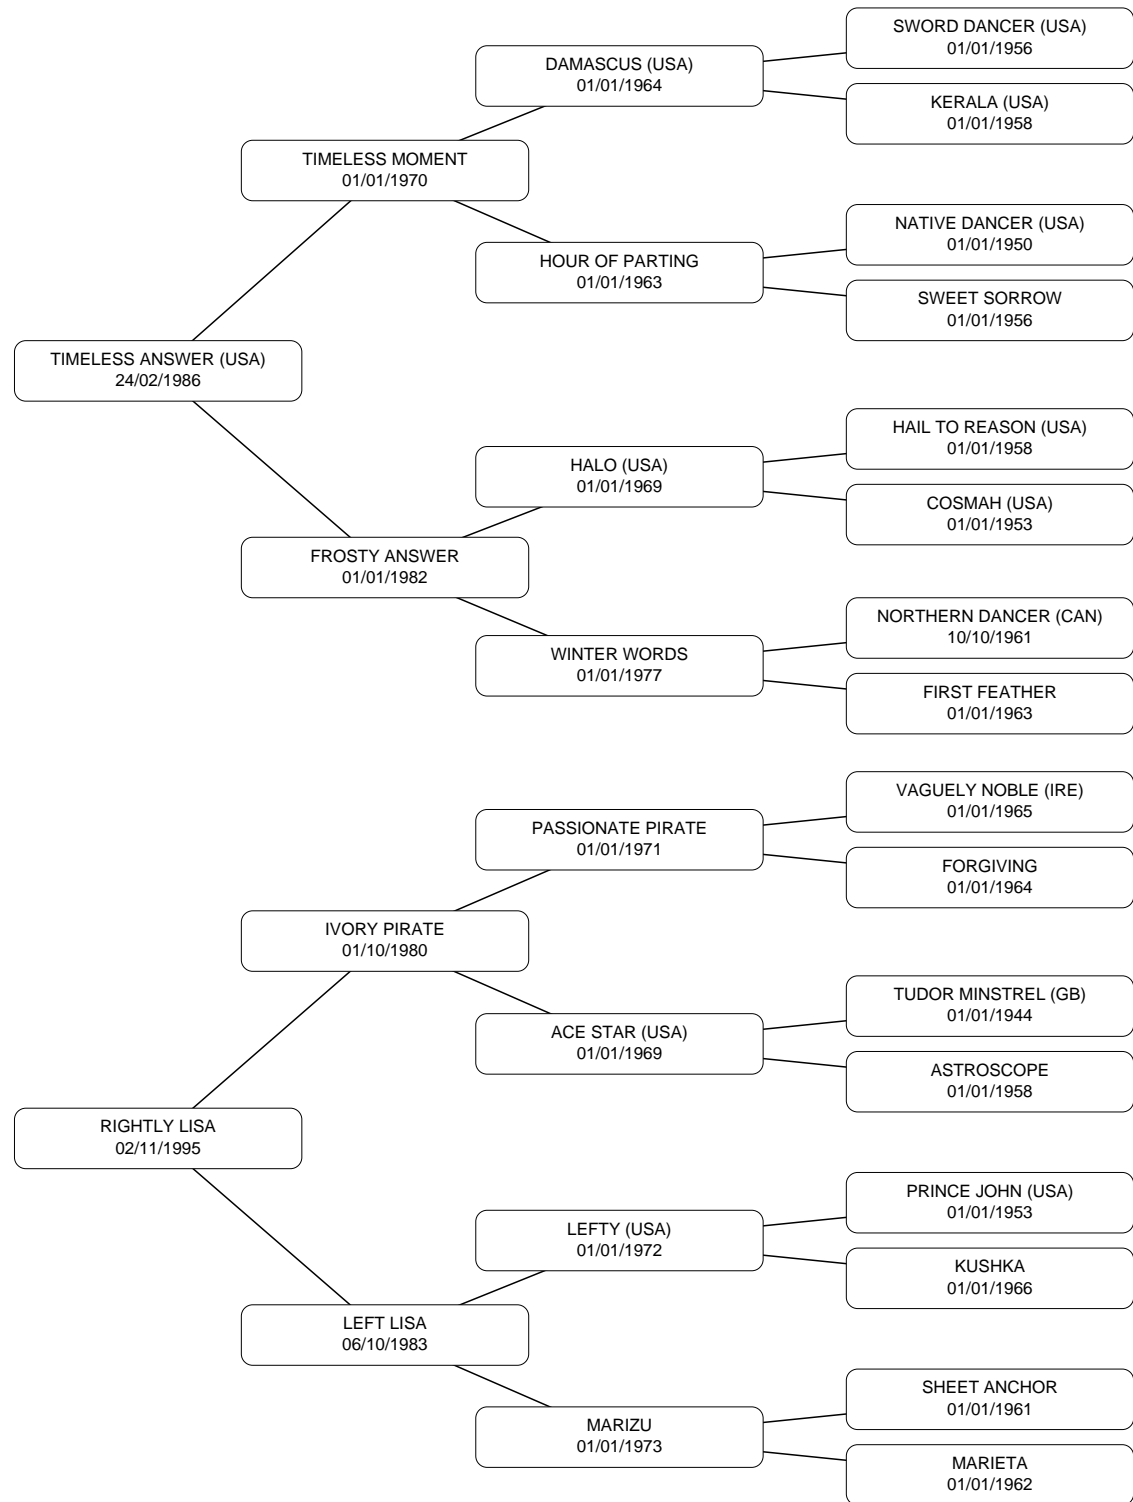 SWORD DANCER (USA)
01/01/1956
DAMASCUS (USA)
01/01/1964
KERALA (USA)
01/01/1958
TIMELESS MOMENT
01/01/1970
NATIVE DANCER (USA)
01/01/1950
HOUR OF PARTING
01/01/1963
SWEET SORROW
01/01/1956
TIMELESS ANSWER (USA)
24/02/1986
HAIL TO REASON (USA)
01/01/1958
HALO (USA)
01/01/1969
COSMAH (USA)
01/01/1953
FROSTY ANSWER
01/01/1982
NORTHERN DANCER (CAN)
10/10/1961
WINTER WORDS
01/01/1977
FIRST FEATHER
01/01/1963
VAGUELY NOBLE (IRE)
01/01/1965
PASSIONATE PIRATE
01/01/1971
FORGIVING
01/01/1964
IVORY PIRATE
01/10/1980
TUDOR MINSTREL (GB)
01/01/1944
ACE STAR (USA)
01/01/1969
ASTROSCOPE
01/01/1958
RIGHTLY LISA
02/11/1995
PRINCE JOHN (USA)
01/01/1953
LEFTY (USA)
01/01/1972
KUSHKA
01/01/1966
LEFT LISA
06/10/1983
SHEET ANCHOR
01/01/1961
MARIZU
01/01/1973
MARIETA
01/01/1962